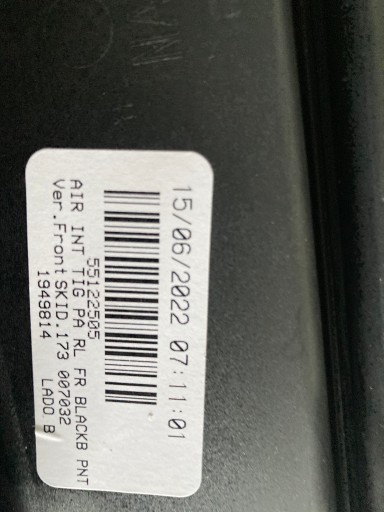 15/06/2022 07:11:01
55122505
AIR INT TIG PA RL FR BLACKB PNT
Ver.Front SKID.173 007032
1949814 LADO B